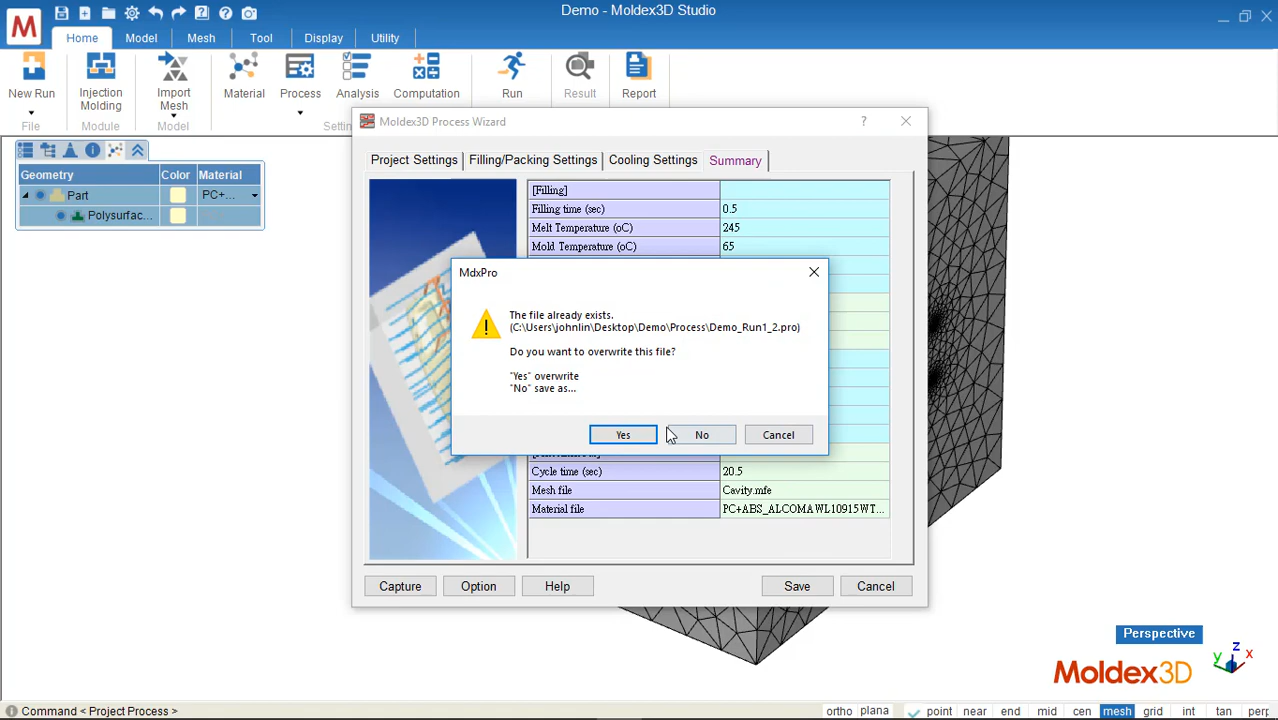 Demo - Moldex3D Studio
M
Home Model Mesh Tool Display Utility
New Run
Injection Molding
Import Mesh
Material
Process
Analysis
Computation
Run
Result
Report
File
Module
Model
Geometry Color Material
Part PC+...
Polysurfac...
Moldex3D Process Wizard
?
Project Settings Filling/Packing Settings Cooling Settings Summary
[Filling]
Filling time (sec) 0.5
Melt Temperature (oC) 245
Mold Temperature (oC) 65
MdxPro
The file already exists.
(C:\Users\johnlin\Desktop\Demo\Process\Demo_Run1_2.pro)
Do you want to overwrite this file?
"Yes" overwrite
"No" save as...
Yes No Cancel
Cycle time (sec) 20.5
Mesh file Cavity.mfe
Material file PC+ABS_ALCOMAWL10915WT...
Capture Option Help Save Cancel
Perspective
z
y x
Moldex3D
Command < Project Process >
ortho plana point near end mid cen mesh grid int tan perp